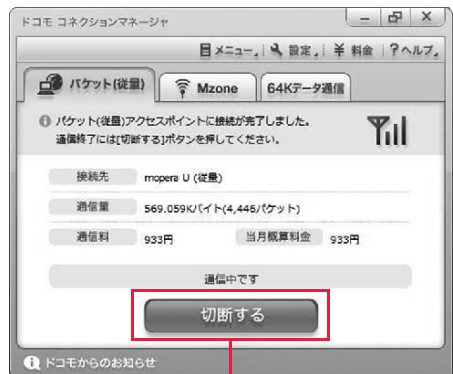 ドコモ コネクションマネージャ
メニュー 設定 ¥ 料金 ?ヘルプ
パケット(従量) Mzone 64Kデータ通信
パケット(従量)アクセスポイントに接続が完了しました。
通信終了には[切断する]ボタンを押してください。
接続先 mopera U (従量)
通信量 569.059Kバイト(4,446パケット)
通信料 933円 当月概算料金 933円
通信中です
切断する
ドコモからのお知らせ